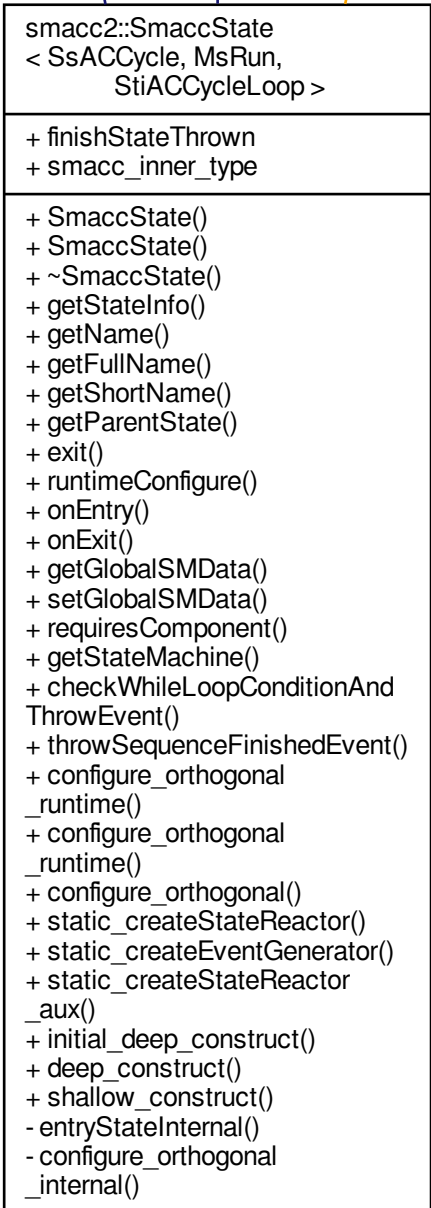 smacc2::SmaccState
< SsACCycle, MsRun,
StiACCycleLoop >
+ finishStateThrown
+ smacc_inner_type
+ SmaccState()
+ SmaccState()
+ ~SmaccState()
+ getStateInfo()
+ getName()
+ getFullName()
+ getShortName()
+ getParentState()
+ exit()
+ runtimeConfigure()
+ onEntry()
+ onExit()
+ getGlobalSMData()
+ setGlobalSMData()
+ requiresComponent()
+ getStateMachine()
+ checkWhileLoopConditionAnd
ThrowEvent()
+ throwSequenceFinishedEvent()
+ configure_orthogonal
_runtime()
+ configure_orthogonal
_runtime()
+ configure_orthogonal()
+ static_createStateReactor()
+ static_createEventGenerator()
+ static_createStateReactor
_aux()
+ initial_deep_construct()
+ deep_construct()
+ shallow_construct()
- entryStateInternal()
- configure_orthogonal
_internal()